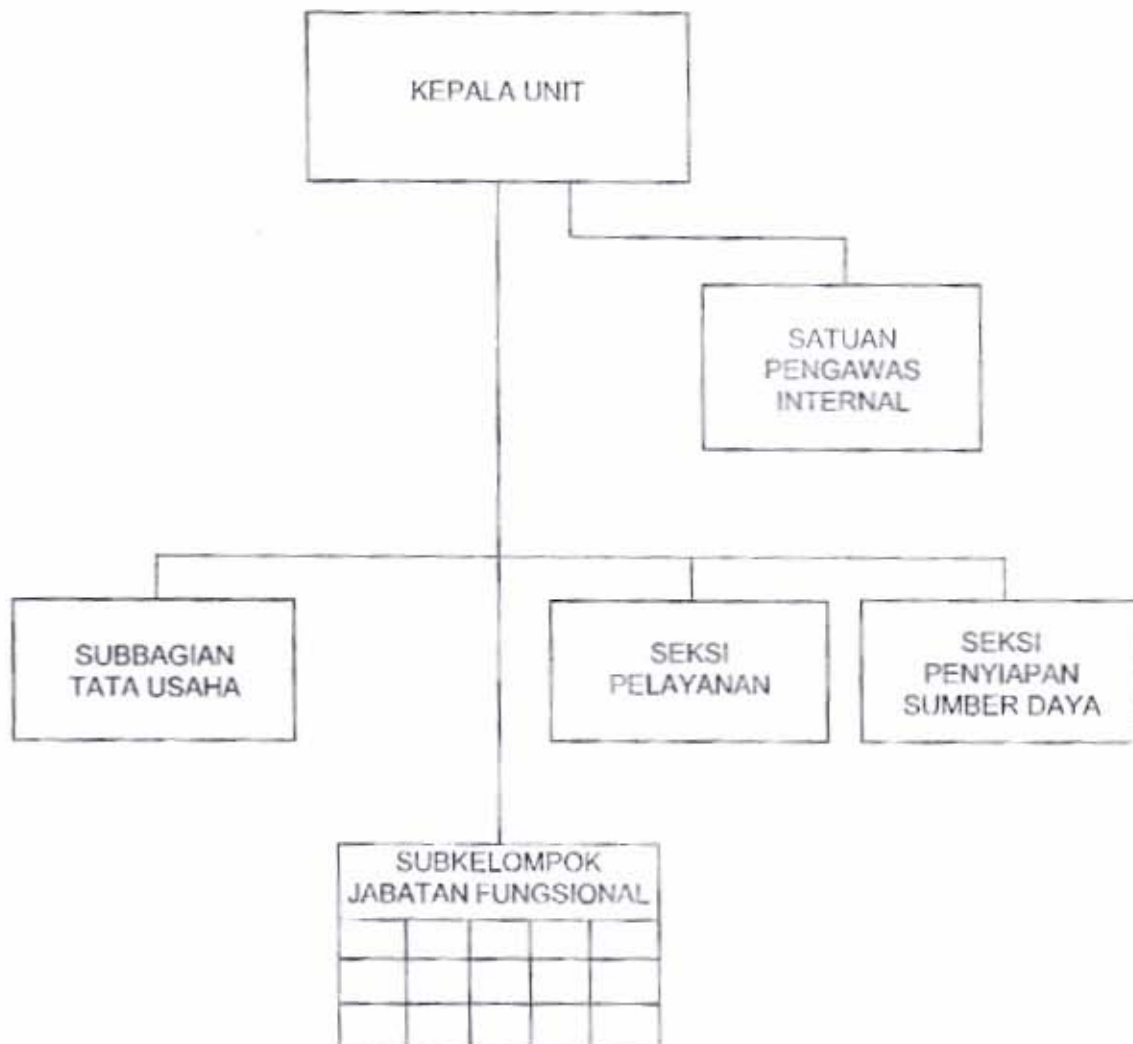 KEPALA UNIT
SATUAN
PENGAWAS
INTERNAL
SUBBAGIAN
TATA USAHA
SEKSI
PELAYANAN
SEKSI
PENYIAPAN
SUMBER DAYA
SUBKELOMPOK
JABATAN FUNGSIONAL